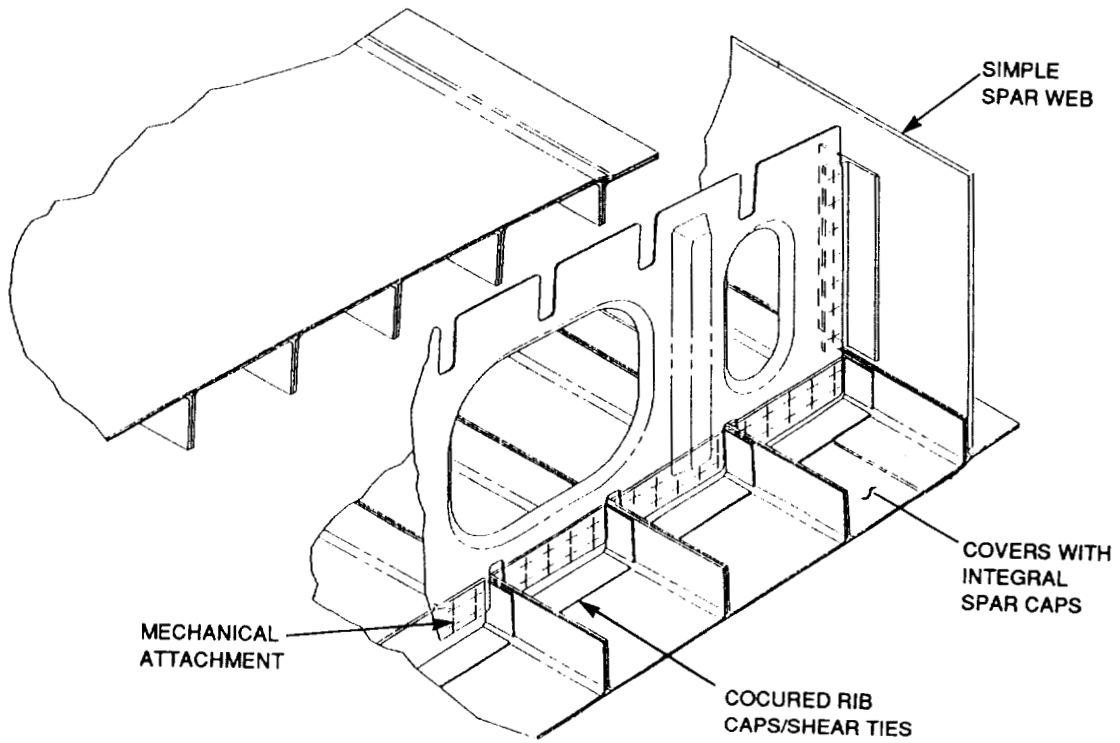 SIMPLE
SPAR WEB
COVERS WITH
INTEGRAL
SPAR CAPS
MECHANICAL
ATTACHMENT
COCURED RIB
CAPS/SHEAR TIES